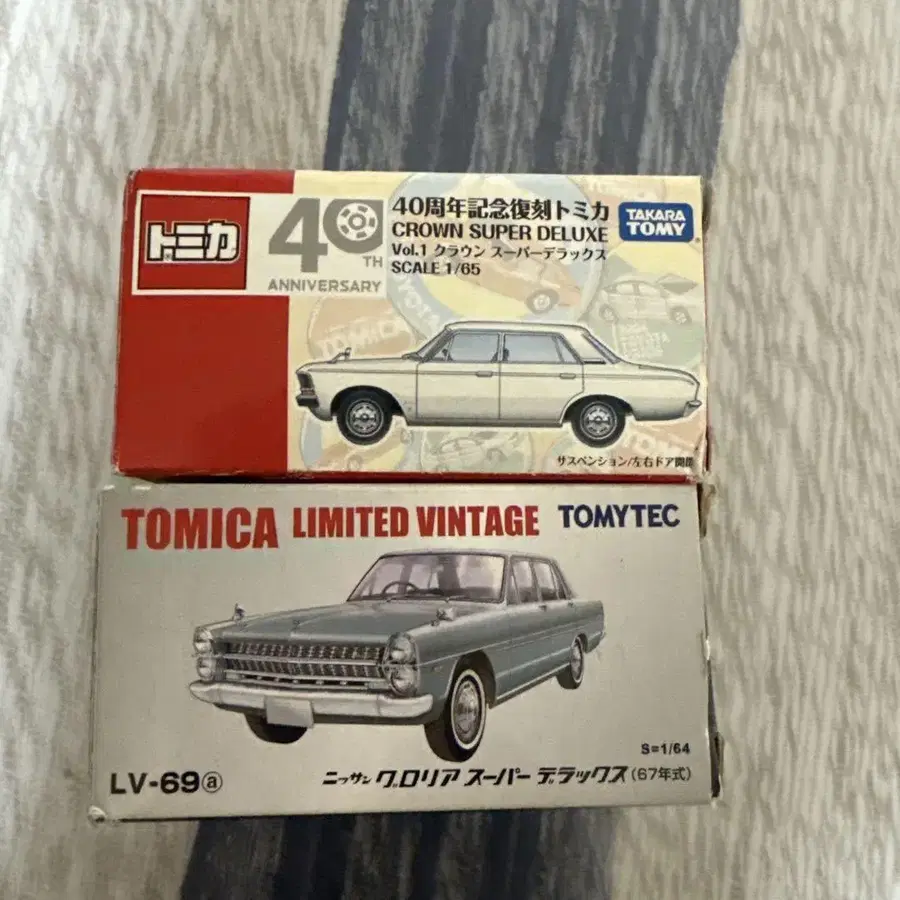 トミカ
40TH
ANNIVERSARY
40周年記念復刻トミカ
CROWN SUPER DELUXE
Vol.1 クラウン スーパーデラックス
SCALE 1/65
TAKARA
TOMY
サスペンション/左右ドア開閉
TOMICA LIMITED VINTAGE TOMYTEC
S=1/64
LV-69ⓐ
ニッサン グロリア スーパー デラックス(67年式)